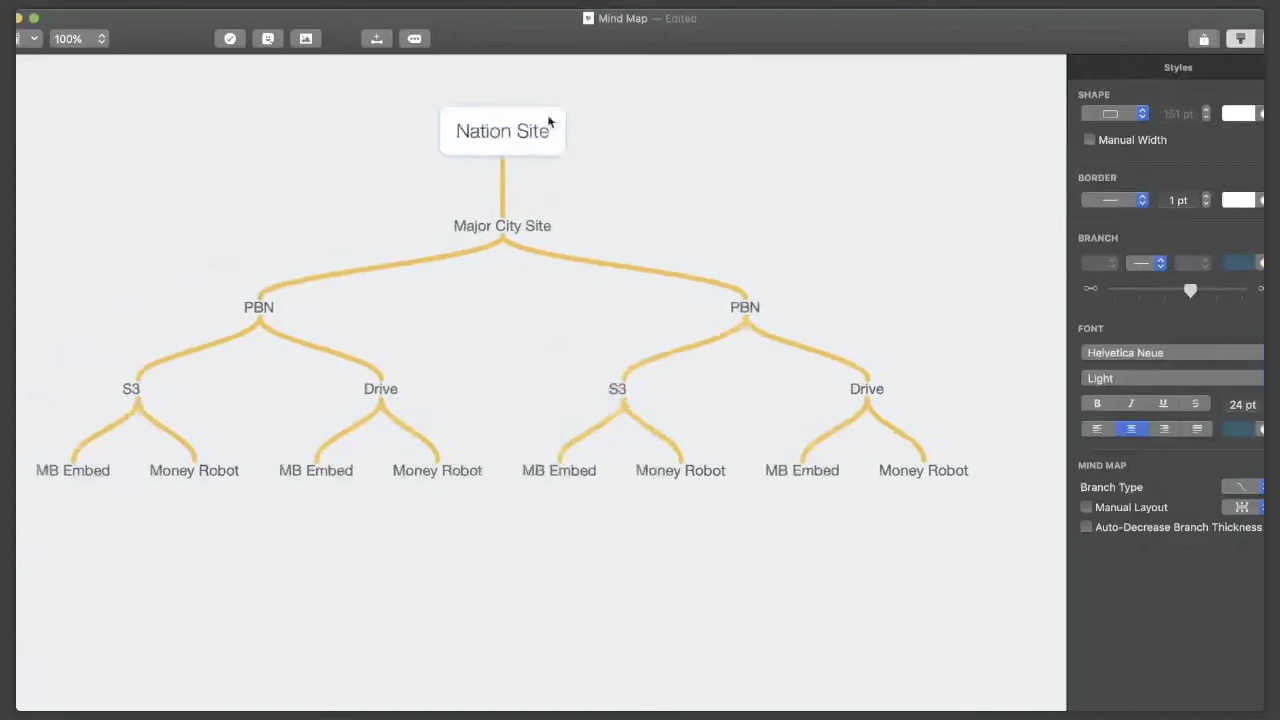 Mind Map — Edited
100%
Styles
SHAPE
151 pt
Manual Width
BORDER
1 pt
BRANCH
FONT
Helvetica Neue
Light
B I U S 24 pt
MIND MAP
Branch Type
Manual Layout
Auto-Decrease Branch Thickness
Nation Site
Major City Site
PBN PBN
S3 Drive S3 Drive
MB Embed Money Robot MB Embed Money Robot MB Embed Money Robot MB Embed Money Robot